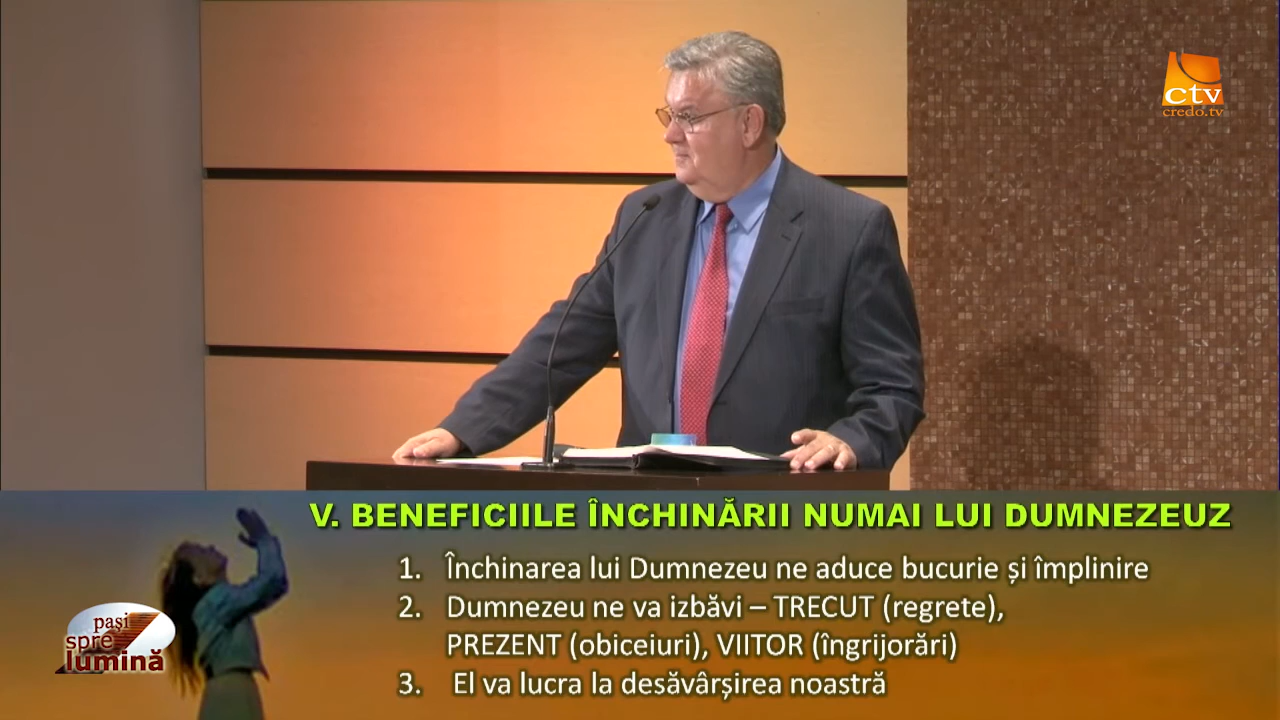 ctv
credo.tv
V. BENEFICIILE ÎNCHINĂRII NUMAI LUI DUMNEZEUZ
1. Închinarea lui Dumnezeu ne aduce bucurie și împlinire
2. Dumnezeu ne va izbăvi – TRECUT (regrete),
PREZENT (obiceiuri), VIITOR (îngrijorări)
3. El va lucra la desăvârșirea noastră
pași
spre
lumină